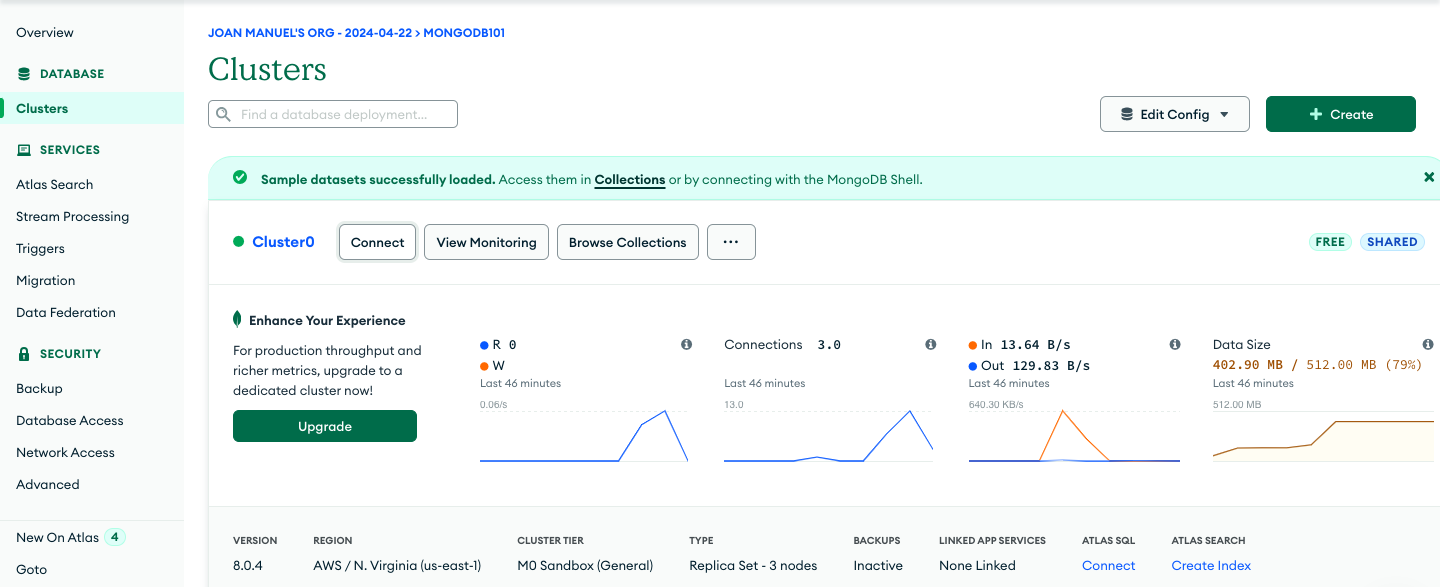 Overview
DATABASE
Clusters
SERVICES
Atlas Search
Stream Processing
Triggers
Migration
Data Federation
SECURITY
Backup
Database Access
Network Access
Advanced
New On Atlas 4
Goto
JOAN MANUEL'S ORG - 2024-04-22 > MONGODB101
Clusters
Find a database deployment...
Edit Config
Create
Sample datasets successfully loaded. Access them in Collections or by connecting with the MongoDB Shell.
Cluster0 Connect View Monitoring Browse Collections ...
FREE SHARED
Enhance Your Experience
For production throughput and
richer metrics, upgrade to a
dedicated cluster now!
Upgrade
R 0
W
Last 46 minutes
0.06/s
Connections 3.0
Last 46 minutes
13.0
In 13.64 B/s
Out 129.83 B/s
Last 46 minutes
640.30 KB/s
Data Size
402.90 MB / 512.00 MB (79%)
Last 46 minutes
512.00 MB
VERSION REGION CLUSTER TIER TYPE BACKUPS LINKED APP SERVICES ATLAS SQL ATLAS SEARCH
8.0.4 AWS / N. Virginia (us-east-1) M0 Sandbox (General) Replica Set - 3 nodes Inactive None Linked Connect Create Index